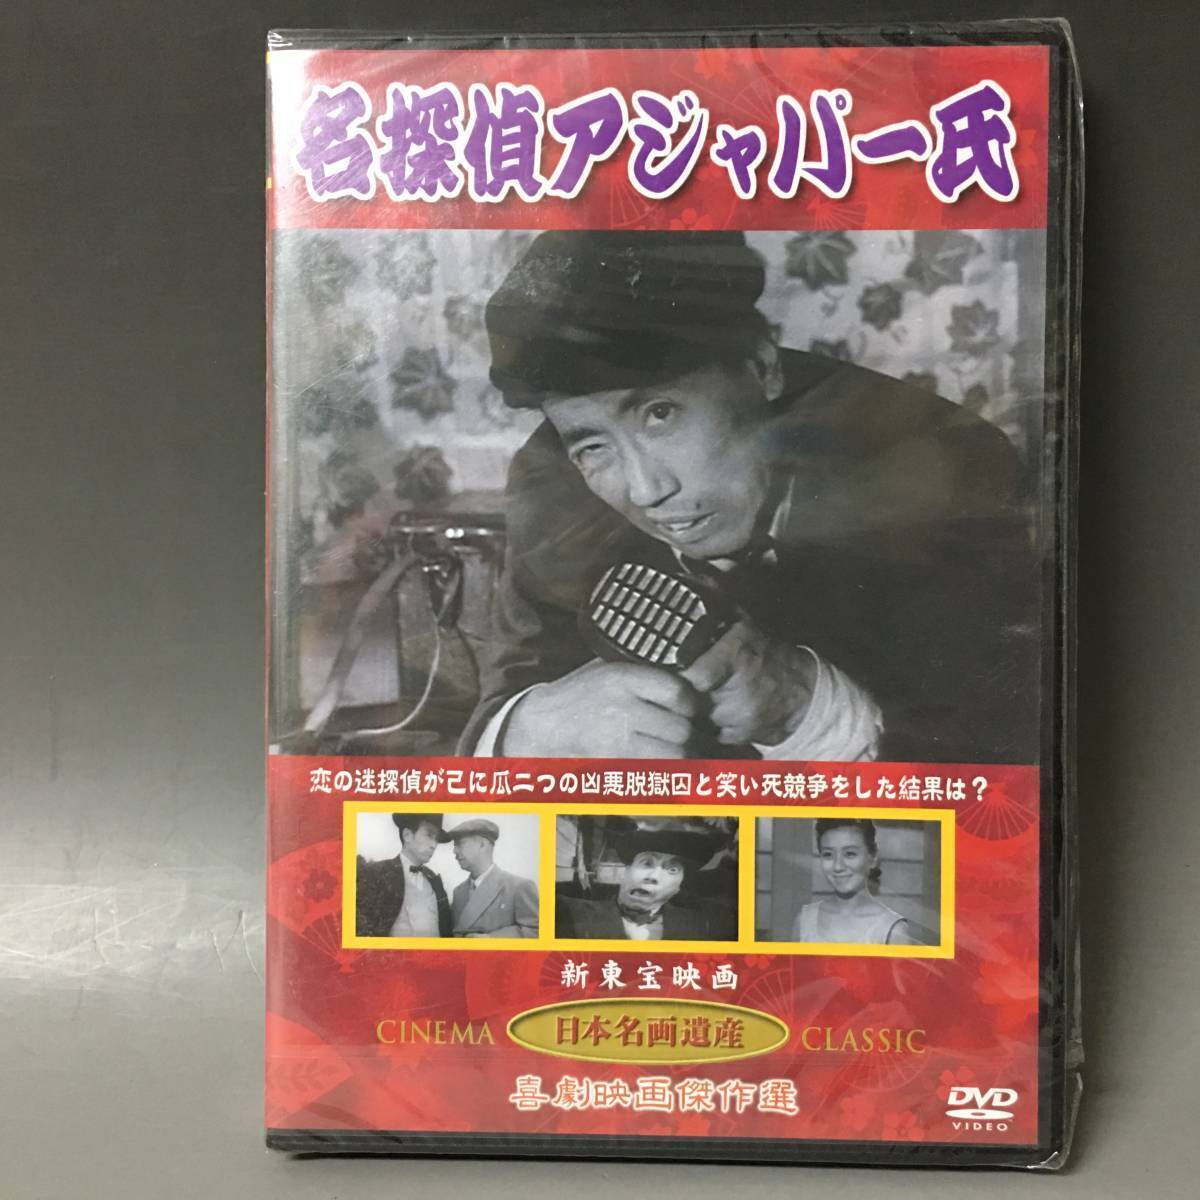 名探偵アジャパー氏
恋の迷探偵が己に瓜二つの凶悪脱獄囚と笑い死競争をした結果は？
新東宝映画
CINEMA 日本名画遺産 CLASSIC
喜劇映画傑作選
DVD
VIDEO